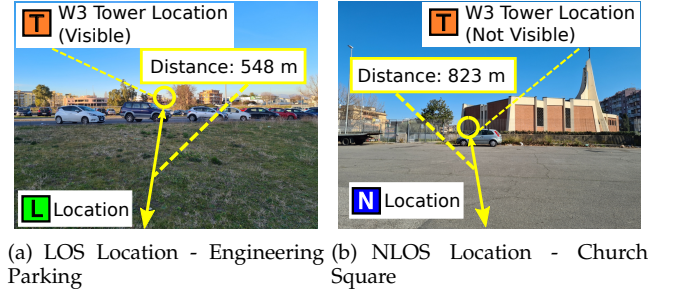 T W3 Tower Location
(Visible)
Distance: 548 m
L Location
T W3 Tower Location
(Not Visible)
Distance: 823 m
N Location
(a) LOS Location - Engineering
Parking
(b) NLOS Location - Church
Square